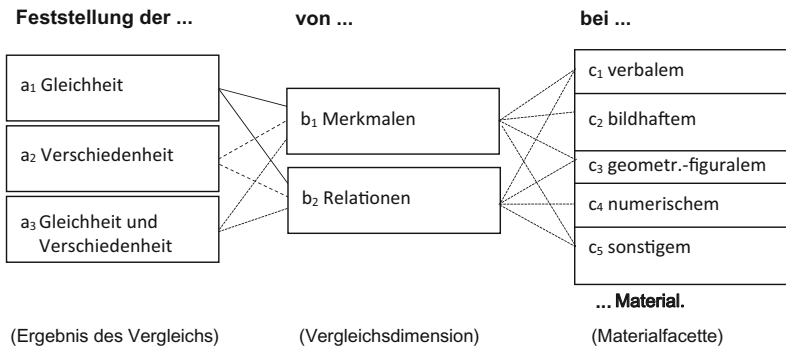 Feststellung der ... von ... bei ...
a₁ Gleichheit
a₂ Verschiedenheit
a₃ Gleichheit und
Verschiedenheit
b₁ Merkmalen
b₂ Relationen
c₁ verbalem
c₂ bildhaftem
c₃ geometr.-figuralem
c₄ numerischem
c₅ sonstigem
... Material.
(Ergebnis des Vergleichs) (Vergleichsdimension) (Materialfacette)